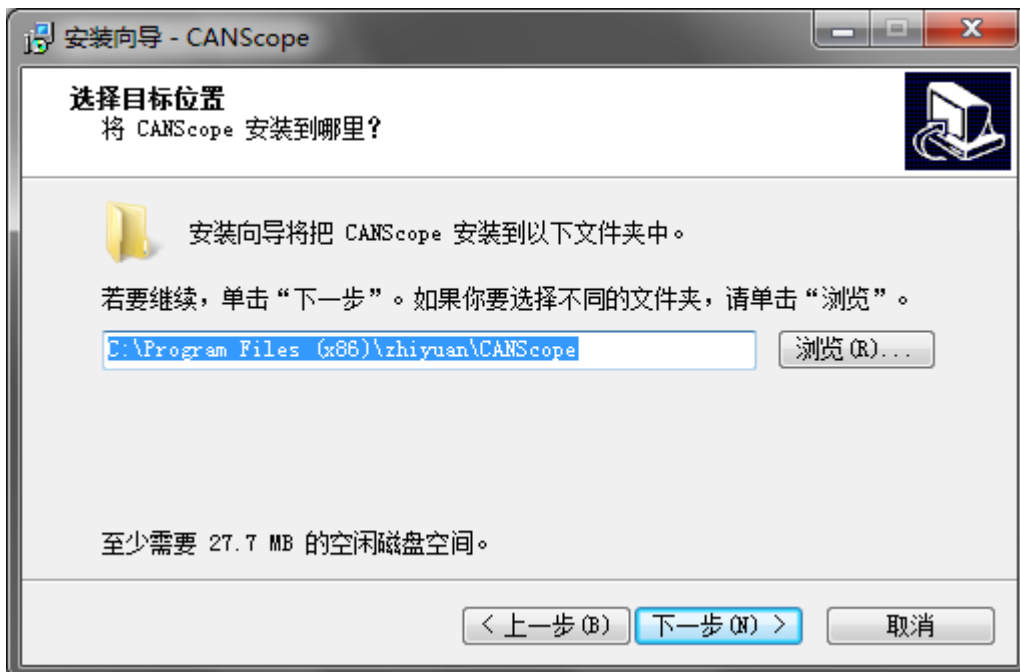 安装向导 - CANScope
选择目标位置
将 CANScope 安装到哪里?
安装向导将把 CANScope 安装到以下文件夹中。
若要继续，单击“下一步”。如果你要选择不同的文件夹，请单击“浏览”。
C:\Program Files (x86)\zhiyuan\CANScope
浏览(R)...
至少需要 27.7 MB 的空闲磁盘空间。
< 上一步(B) 下一步(N) > 取消